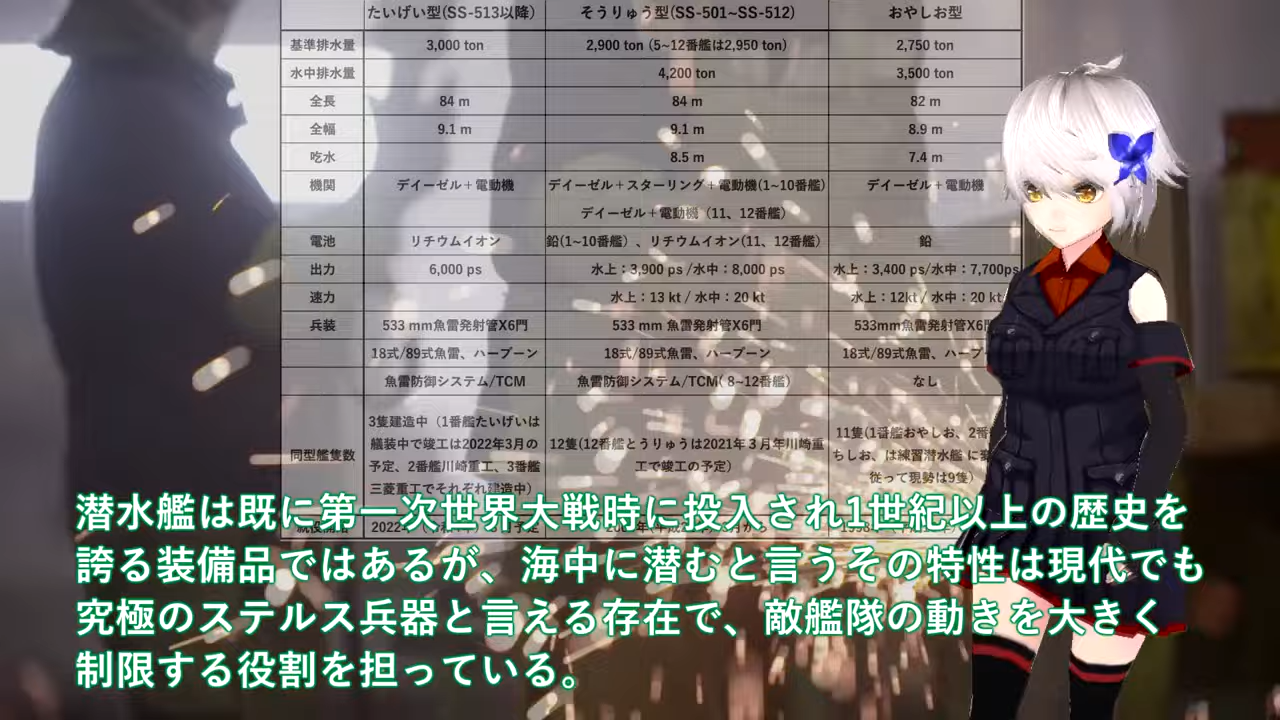 たいげい型(SS-513以降) そうりゅう型(SS-501~SS-512) おやしお型
基準排水量 3,000 ton 2,900 ton (5~12番艦は2,950 ton) 2,750 ton
水中排水量 4,200 ton 3,500 ton
全長 84 m 84 m 82 m
全幅 9.1 m 9.1 m 8.9 m
吃水 8.5 m 7.4 m
機関 デイーゼル＋電動機 デイーゼル＋スターリング＋電動機(1~10番艦) デイーゼル＋電動機
デイーゼル＋電動機（11、12番艦）
電池 リチウムイオン 鉛(1~10番艦）、リチウムイオン(11、12番艦） 鉛
出力 6,000 ps 水上：3,900 ps /水中：8,000 ps 水上：3,400 ps/水中：7,700ps
速力 水上：13 kt / 水中：20 kt 水上：12kt / 水中：20 kt
兵装 533 mm魚雷発射管X6門 533 mm 魚雷発射管X6門 533mm魚雷発射管X6門
18式/89式魚雷、ハープーン 18式/89式魚雷、ハープーン 18式/89式魚雷、ハープ
魚雷防御システム/TCM 魚雷防御システム/TCM( 8~12番艦） なし
同型艦隻数 3隻建造中（1番艦たいげいは 艤装中で竣工は2022年3月の 予定、2番艦川崎重工、3番艦 三菱重工でそれぞれ建造中） 12隻(12番艦とうりゅうは2021年３月年川崎重 工で竣工の予定） 11隻(1番艦おやしお、2番 ちしお、は練習潜水艦 に 従って現勢は9隻）
潜水艦は既に第一次世界大戦時に投入され1世紀以上の歴史を
誇る装備品ではあるが、海中に潜むと言うその特性は現代でも
究極のステルス兵器と言える存在で、敵艦隊の動きを大きく
制限する役割を担っている。